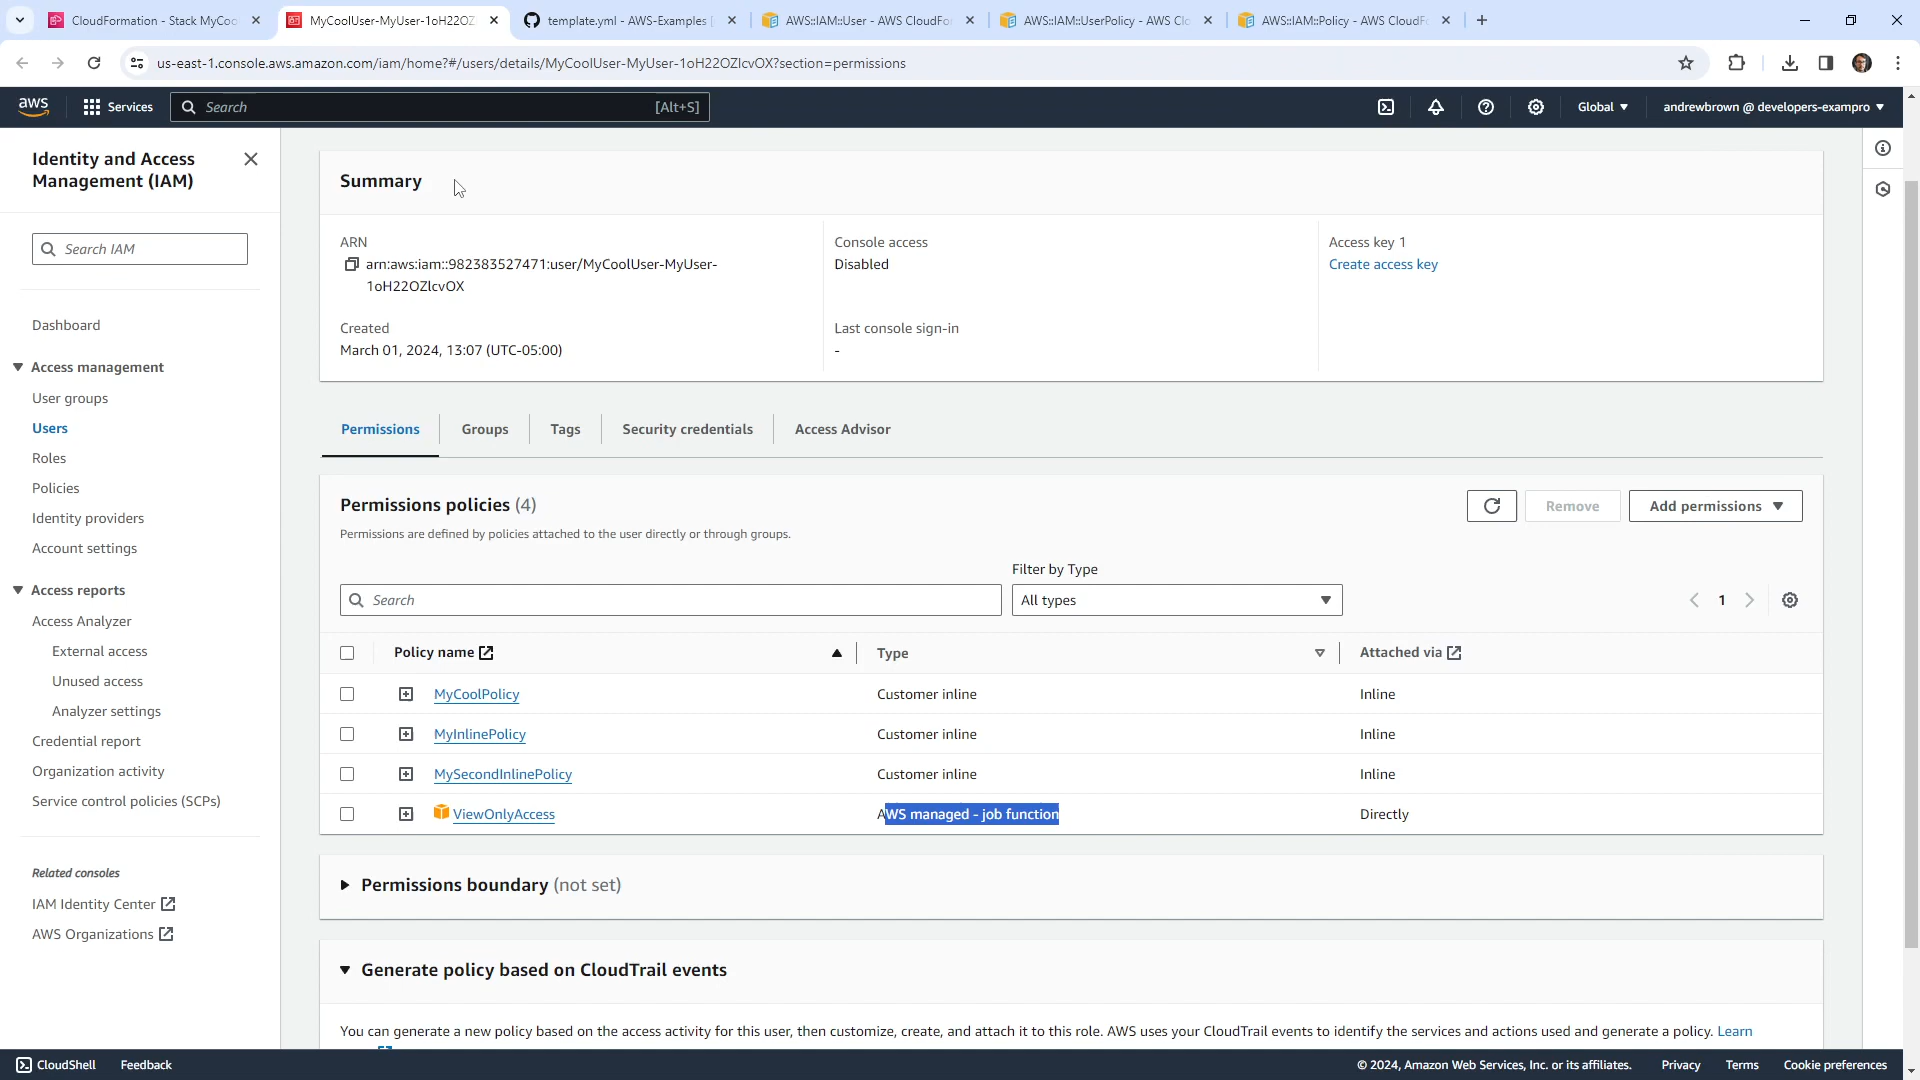 CloudFormation - Stack MyCoo
MyCoolUser-MyUser-1oH22OZ
template.yml - AWS-Examples [
AWS::IAM::User - AWS CloudFor
AWS::IAM::UserPolicy - AWS Clo
AWS::IAM::Policy - AWS CloudF
us-east-1.console.aws.amazon.com/iam/home?#/users/details/MyCoolUser-MyUser-1oH22OZlcvOX?section=permissions
aws
Services
Search
[Alt+S]
Global
andrewbrown @ developers-exampro
Identity and Access
Management (IAM)
Search IAM
Dashboard
Access management
User groups
Users
Roles
Policies
Identity providers
Account settings
Access reports
Access Analyzer
External access
Unused access
Analyzer settings
Credential report
Organization activity
Service control policies (SCPs)
Related consoles
IAM Identity Center
AWS Organizations
Summary
ARN
arn:aws:iam::982383527471:user/MyCoolUser-MyUser-
1oH22OZlcvOX
Console access
Disabled
Access key 1
Create access key
Created
March 01, 2024, 13:07 (UTC-05:00)
Last console sign-in
-
Permissions
Groups
Tags
Security credentials
Access Advisor
Permissions policies (4)
Permissions are defined by policies attached to the user directly or through groups.
Remove
Add permissions
Filter by Type
Search
All types
1
Policy name
Type
Attached via
MyCoolPolicy
Customer inline
Inline
MyInlinePolicy
Customer inline
Inline
MySecondInlinePolicy
Customer inline
Inline
ViewOnlyAccess
AWS managed - job function
Directly
Permissions boundary (not set)
Generate policy based on CloudTrail events
You can generate a new policy based on the access activity for this user, then customize, create, and attach it to this role. AWS uses your CloudTrail events to identify the services and actions used and generate a policy. Learn
CloudShell
Feedback
© 2024, Amazon Web Services, Inc. or its affiliates.
Privacy
Terms
Cookie preferences